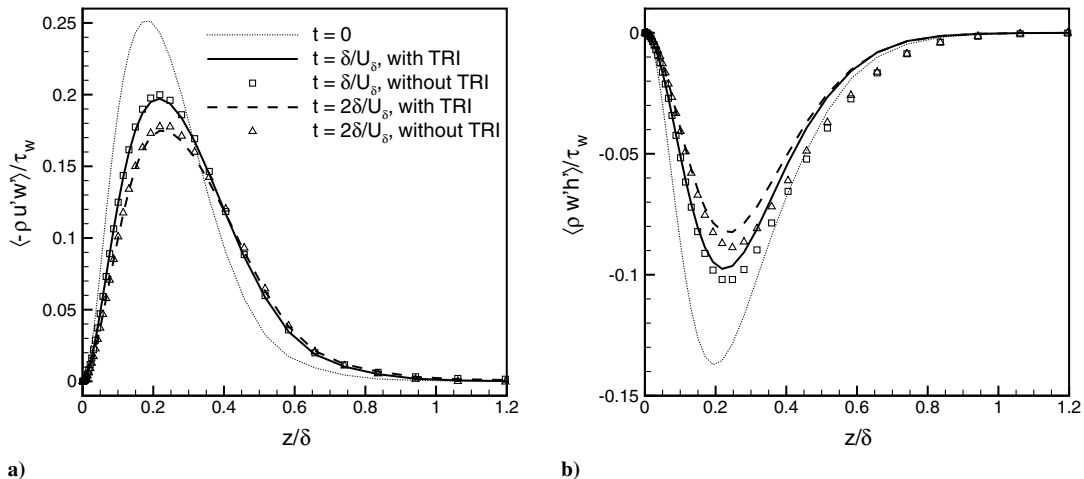 0.25
0.2
0.15
0.1
0.05
0
0 0.2 0.4 0.6 0.8 1 1.2
⟨-ρ u'w'⟩/τw
z/δ
t = 0
t = δ/Uδ, with TRI
t = δ/Uδ, without TRI
t = 2δ/Uδ, with TRI
t = 2δ/Uδ, without TRI
a)
0
-0.05
-0.1
-0.15
0 0.2 0.4 0.6 0.8 1 1.2
⟨ρ w'h'⟩/τw
z/δ
b)